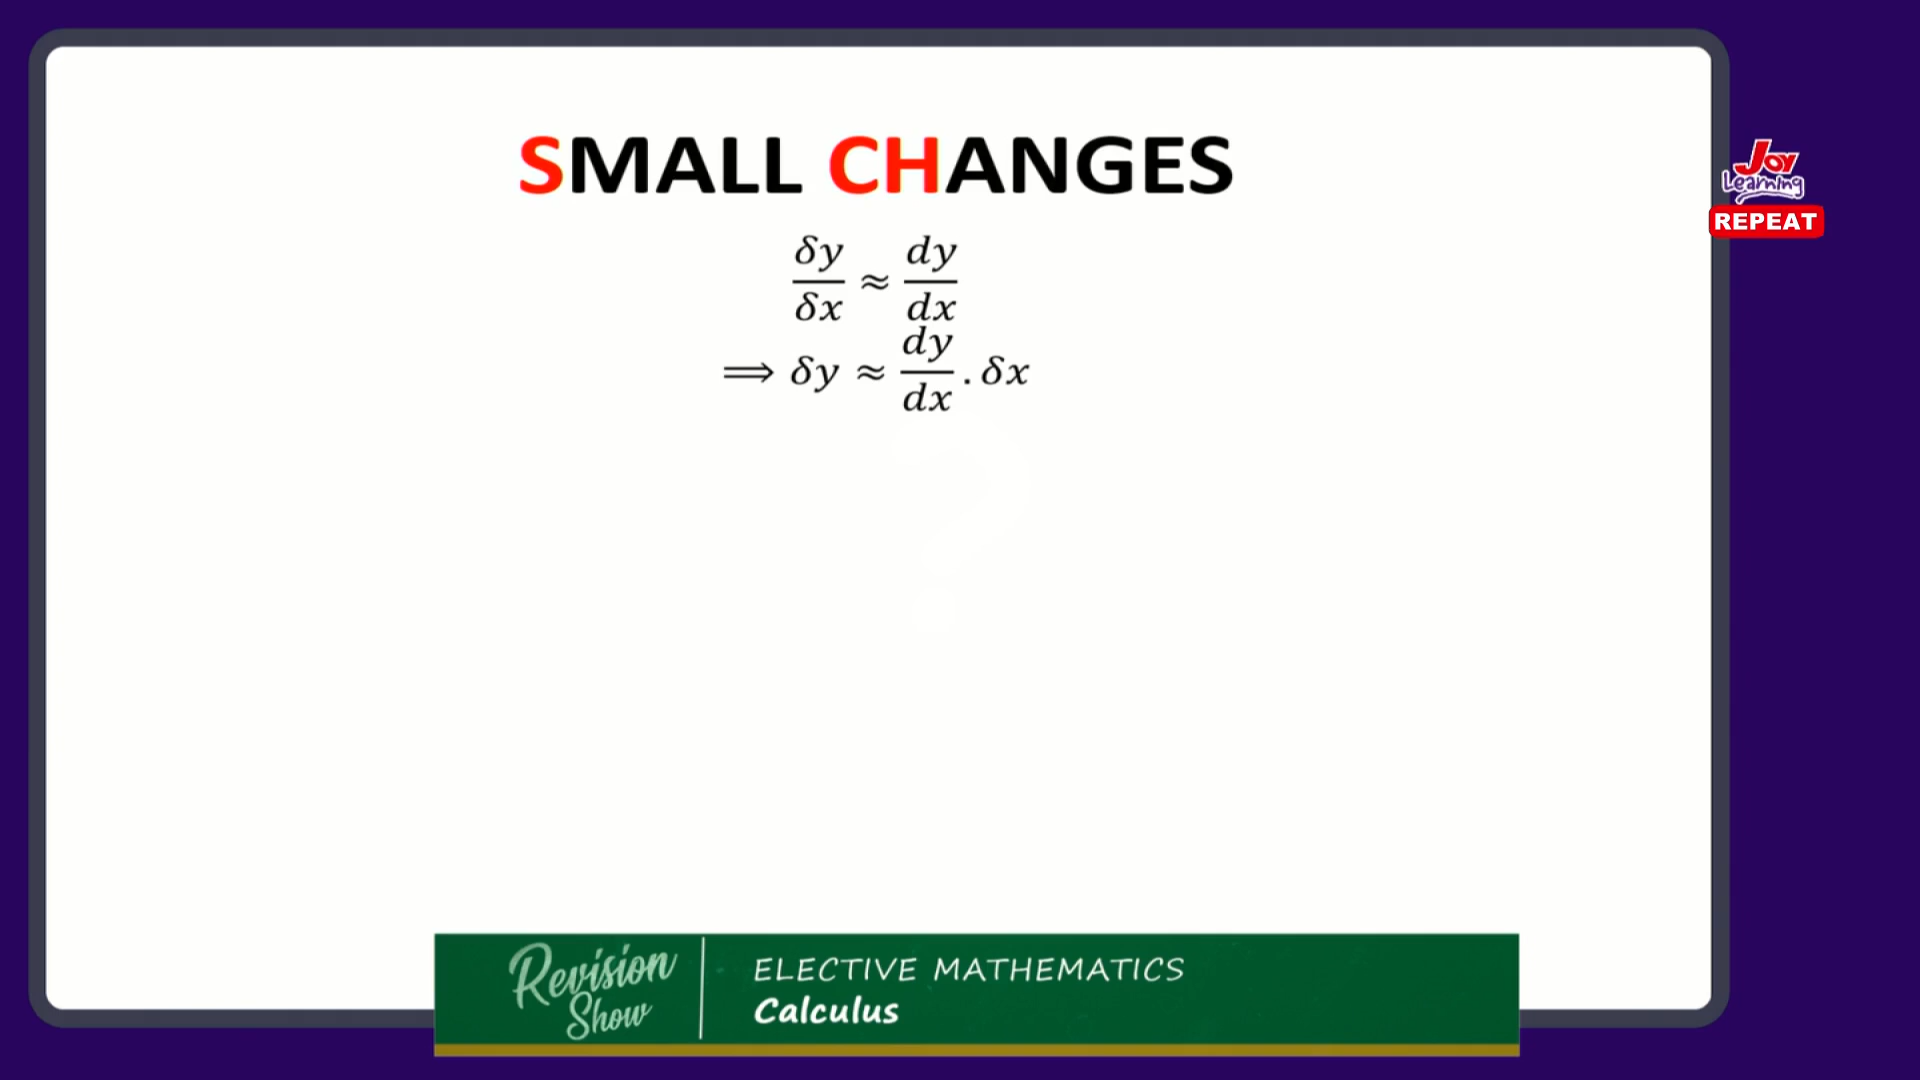 SMALL CHANGES
δy/δx ≈ dy/dx
⟹ δy ≈ dy/dx . δx
Joy
Learning
REPEAT
Revision
Show
ELECTIVE MATHEMATICS
Calculus